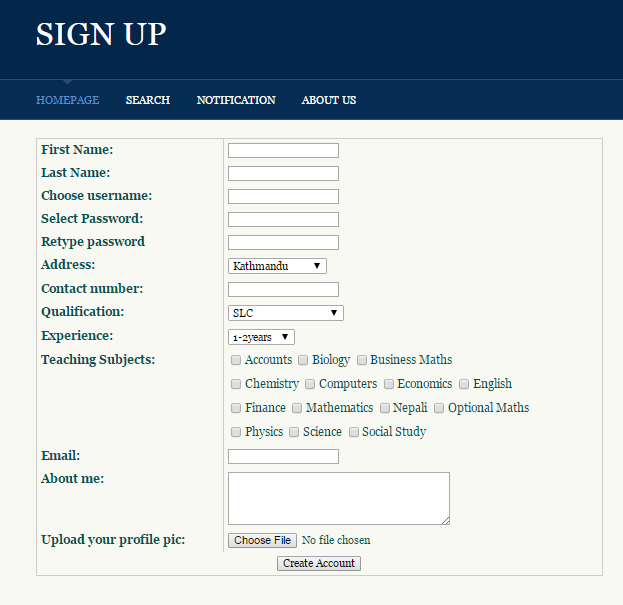 SIGN UP
HOMEPAGE SEARCH NOTIFICATION ABOUT US
First Name:
Last Name:
Choose username:
Select Password:
Retype password
Address: Kathmandu
Contact number:
Qualification: SLC
Experience: 1-2years
Teaching Subjects: Accounts Biology Business Maths
Chemistry Computers Economics English
Finance Mathematics Nepali Optional Maths
Physics Science Social Study
Email:
About me:
Upload your profile pic: Choose File No file chosen
Create Account